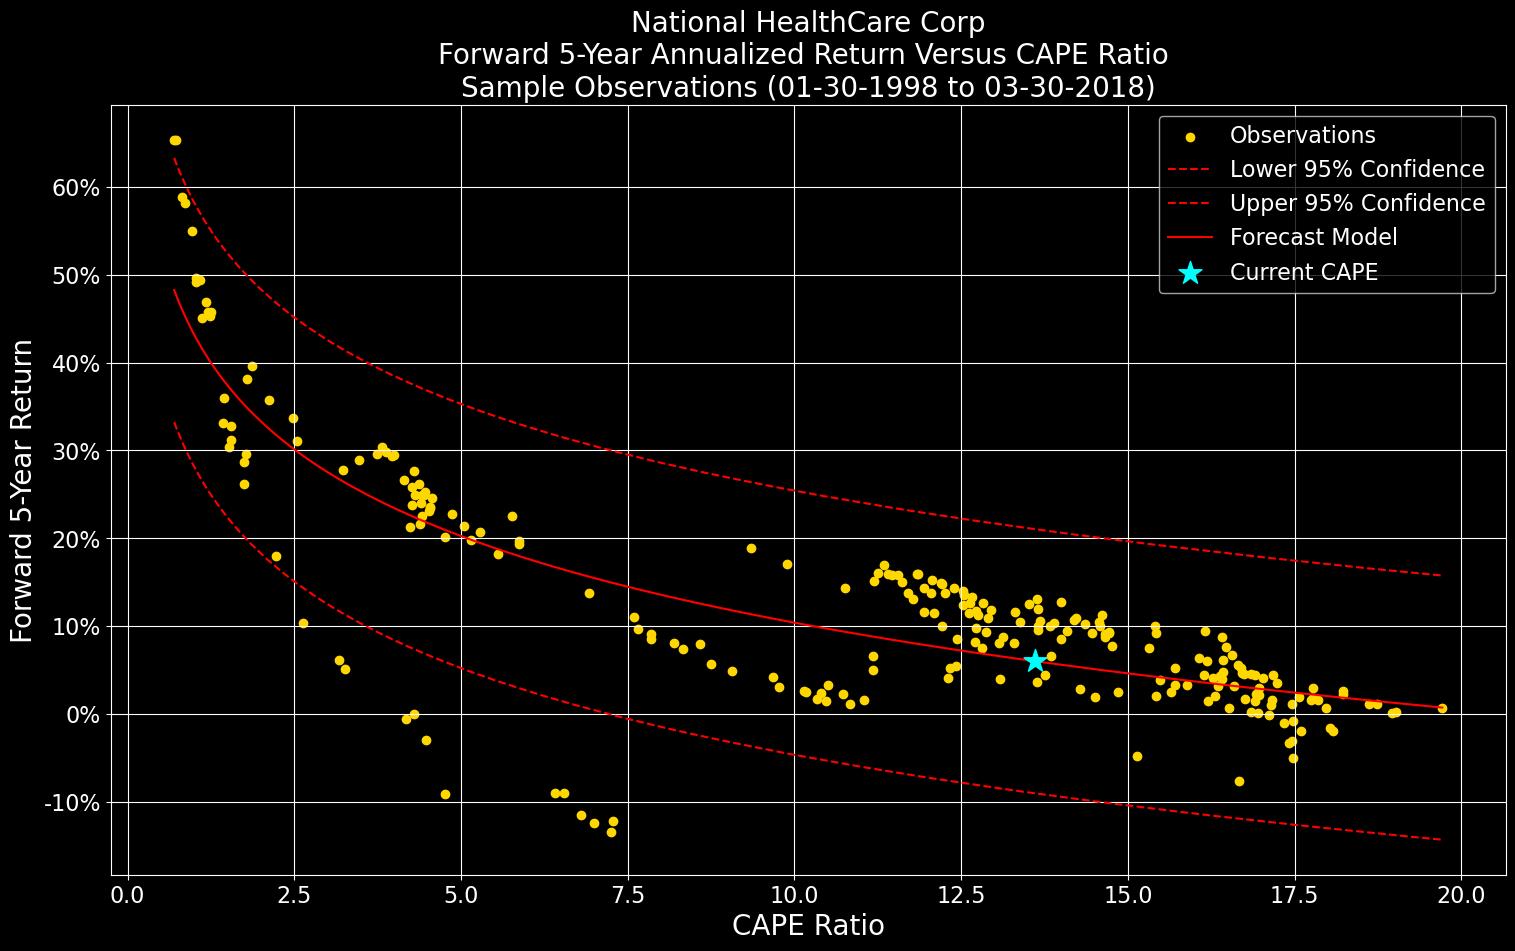 National HealthCare Corp
Forward 5-Year Annualized Return Versus CAPE Ratio
Sample Observations (01-30-1998 to 03-30-2018)
Observations
Lower 95% Confidence
Upper 95% Confidence
Forecast Model
Current CAPE
Forward 5-Year Return
60%
50%
40%
30%
20%
10%
0%
-10%
0.0 2.5 5.0 7.5 10.0 12.5 15.0 17.5 20.0
CAPE Ratio